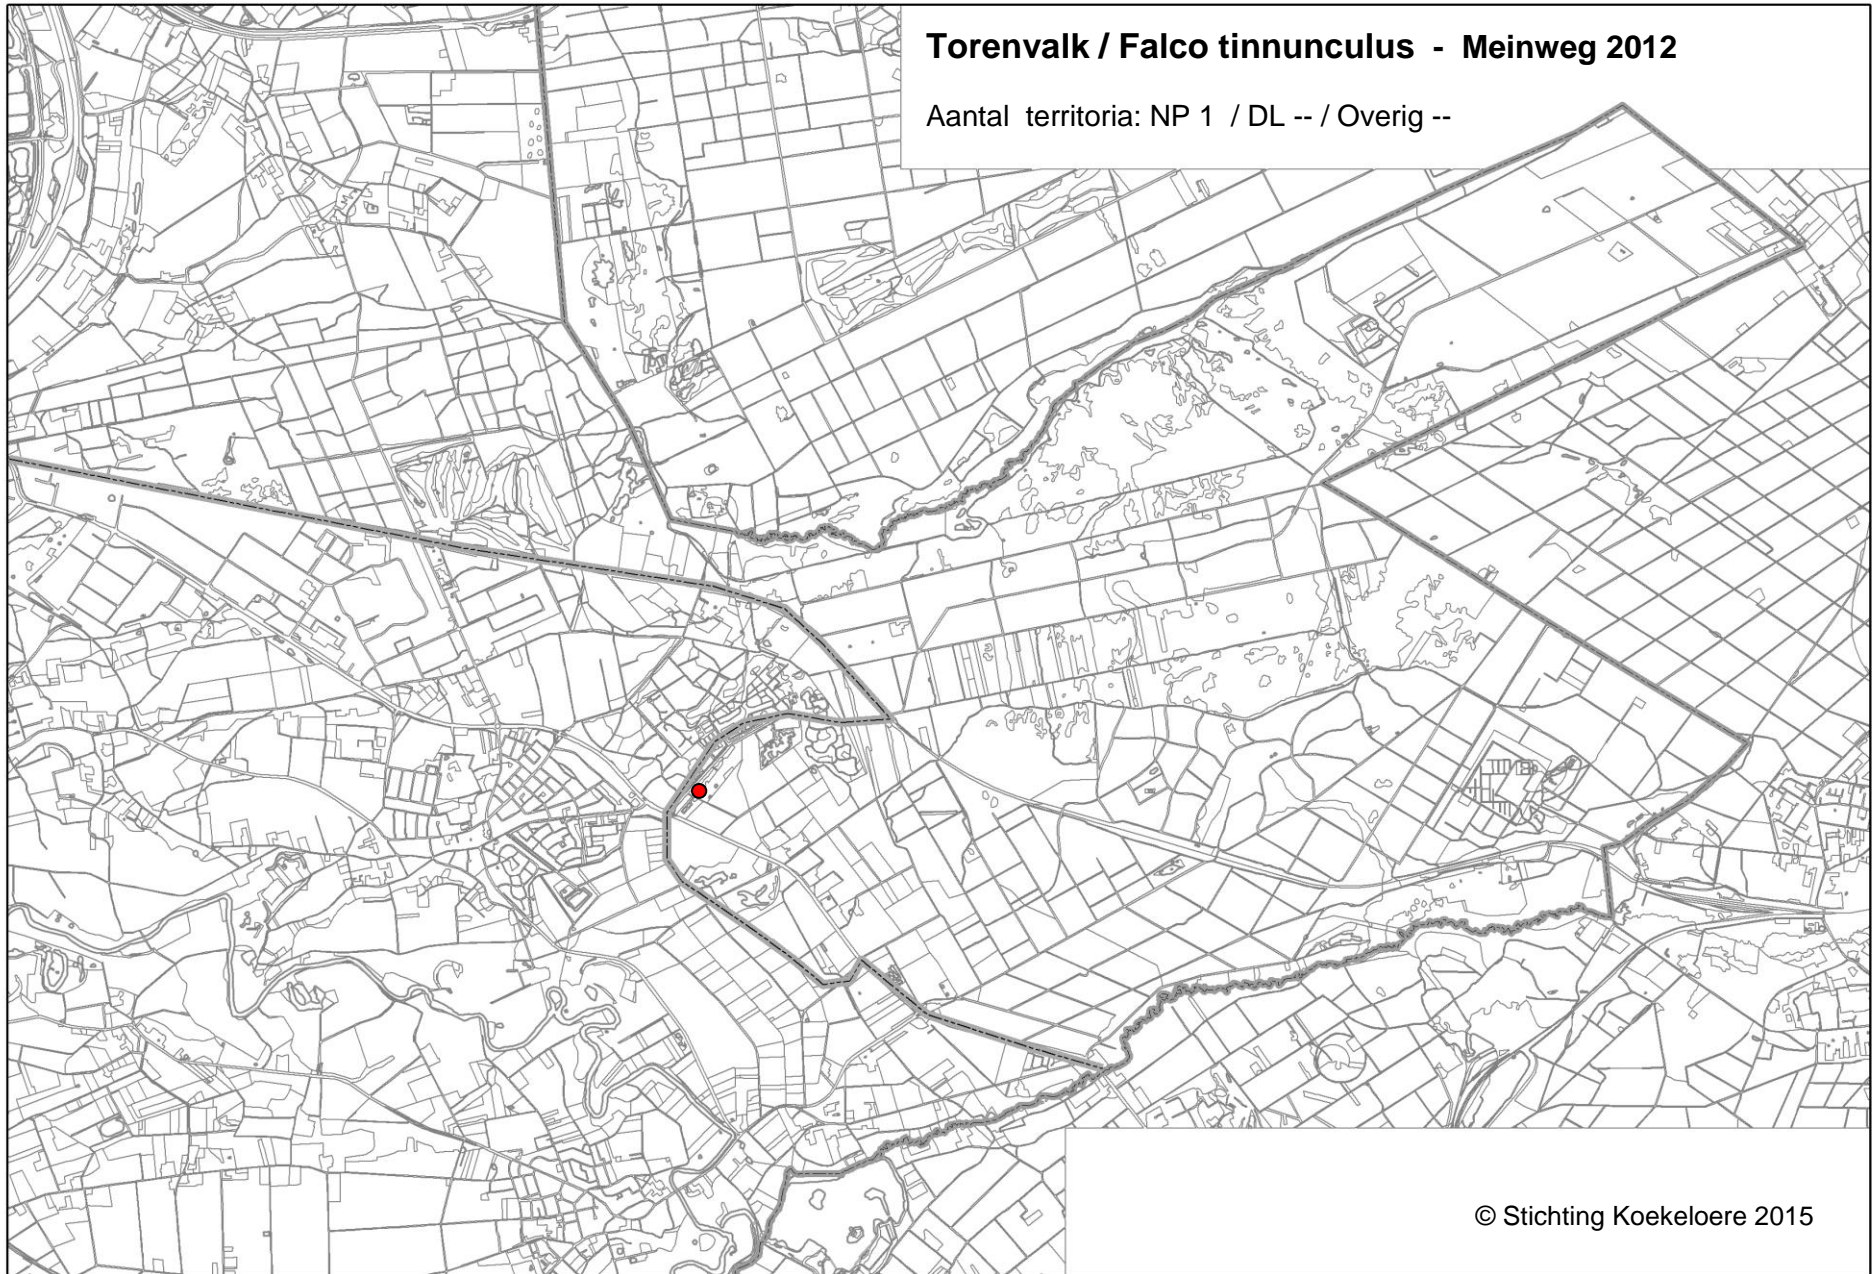 Torenvalk / Falco tinnunculus - Meinweg 2012
Aantal territoria: NP 1 / DL -- / Overig --
© Stichting Koekeloere 2015